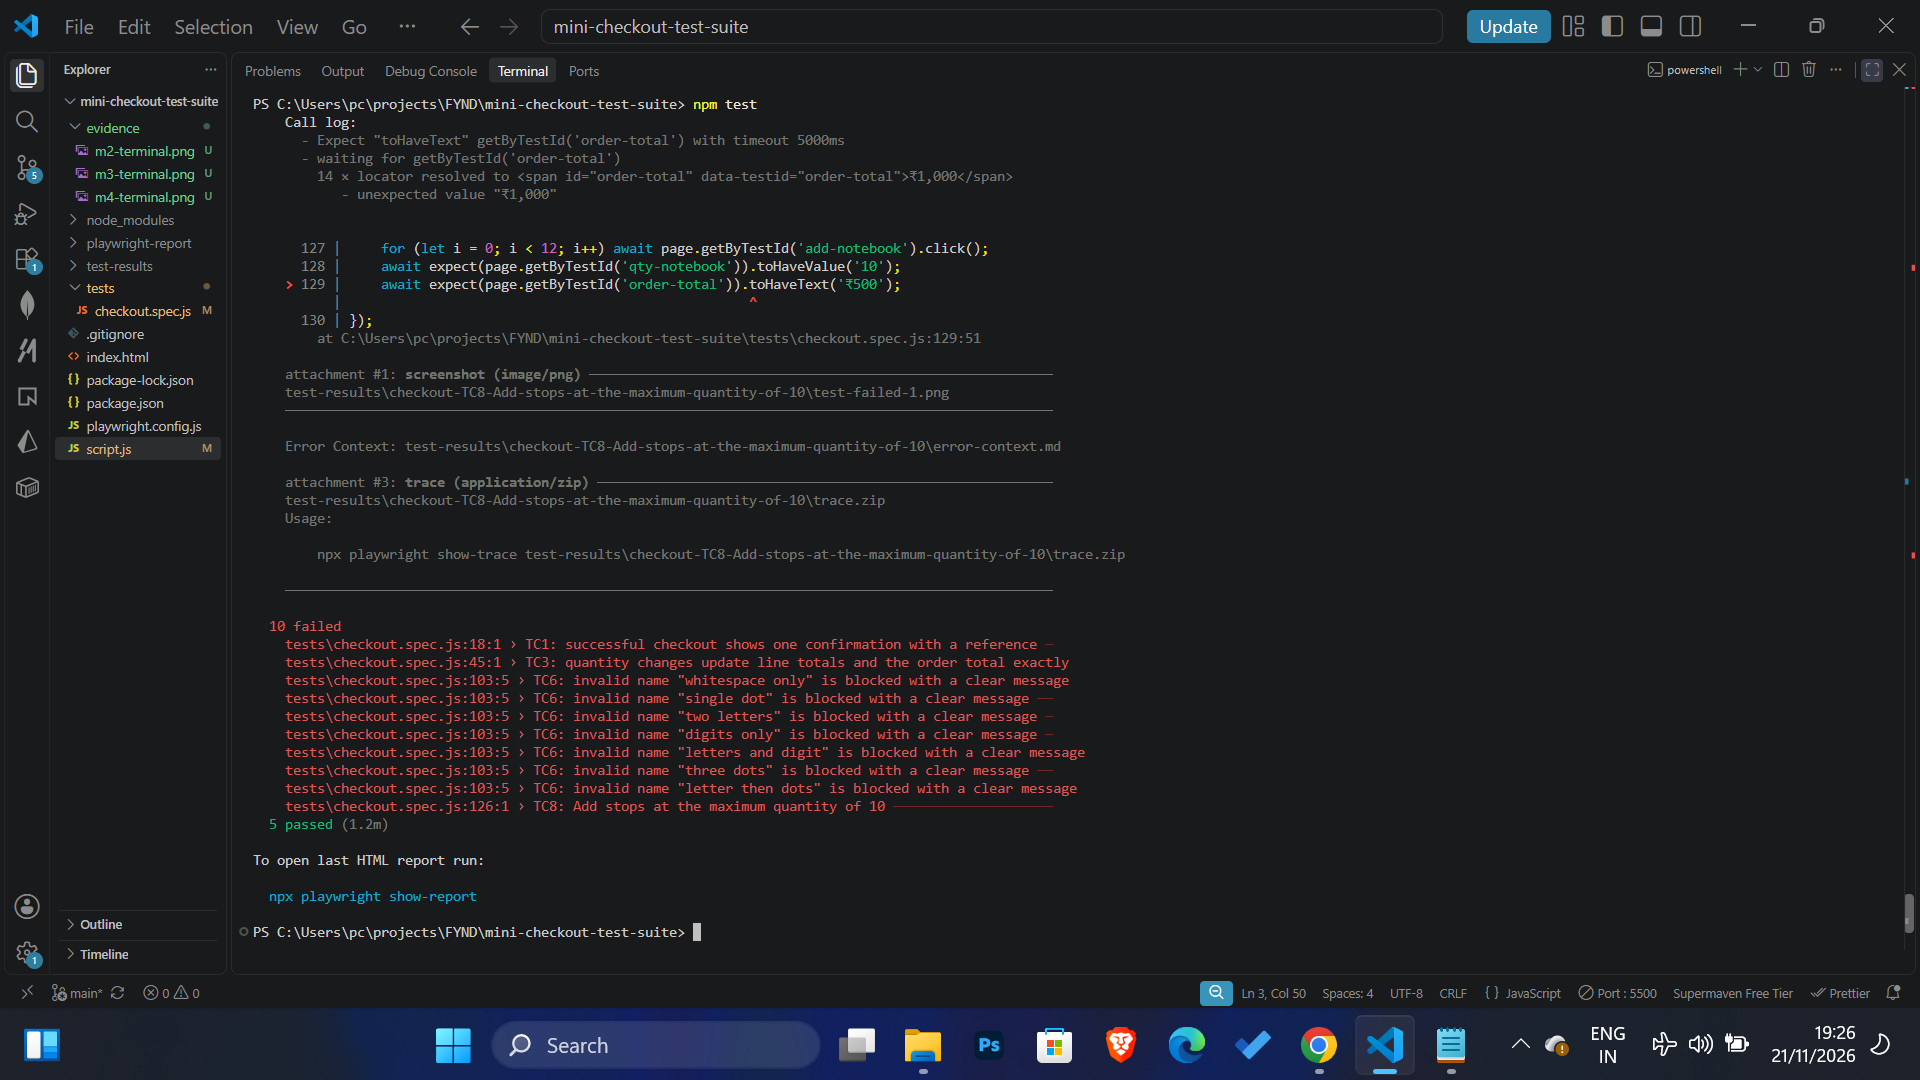 File Edit Selection View Go ··· mini-checkout-test-suite Update
Explorer ···
mini-checkout-test-suite
evidence
m2-terminal.png U
m3-terminal.png U
m4-terminal.png U
node_modules
playwright-report
test-results
tests
JS checkout.spec.js M
.gitignore
<> index.html
{} package-lock.json
{} package.json
JS playwright.config.js
JS script.js M
Outline
Timeline
5
1
1
Problems Output Debug Console Terminal Ports powershell
PS C:\Users\pc\projects\FYND\mini-checkout-test-suite> npm test
Call log:
- Expect "toHaveText" getByTestId('order-total') with timeout 5000ms
- waiting for getByTestId('order-total')
14 × locator resolved to <span id="order-total" data-testid="order-total">₹1,000</span>
- unexpected value "₹1,000"
127 | for (let i = 0; i < 12; i++) await page.getByTestId('add-notebook').click();
128 | await expect(page.getByTestId('qty-notebook')).toHaveValue('10');
> 129 | await expect(page.getByTestId('order-total')).toHaveText('₹500');
| ^
130 | });
at C:\Users\pc\projects\FYND\mini-checkout-test-suite\tests\checkout.spec.js:129:51
attachment #1: screenshot (image/png)
test-results\checkout-TC8-Add-stops-at-the-maximum-quantity-of-10\test-failed-1.png
Error Context: test-results\checkout-TC8-Add-stops-at-the-maximum-quantity-of-10\error-context.md
attachment #3: trace (application/zip)
test-results\checkout-TC8-Add-stops-at-the-maximum-quantity-of-10\trace.zip
Usage:
npx playwright show-trace test-results\checkout-TC8-Add-stops-at-the-maximum-quantity-of-10\trace.zip
10 failed
tests\checkout.spec.js:18:1 › TC1: successful checkout shows one confirmation with a reference
tests\checkout.spec.js:45:1 › TC3: quantity changes update line totals and the order total exactly
tests\checkout.spec.js:103:5 › TC6: invalid name "whitespace only" is blocked with a clear message
tests\checkout.spec.js:103:5 › TC6: invalid name "single dot" is blocked with a clear message
tests\checkout.spec.js:103:5 › TC6: invalid name "two letters" is blocked with a clear message
tests\checkout.spec.js:103:5 › TC6: invalid name "digits only" is blocked with a clear message
tests\checkout.spec.js:103:5 › TC6: invalid name "letters and digit" is blocked with a clear message
tests\checkout.spec.js:103:5 › TC6: invalid name "three dots" is blocked with a clear message
tests\checkout.spec.js:103:5 › TC6: invalid name "letter then dots" is blocked with a clear message
tests\checkout.spec.js:126:1 › TC8: Add stops at the maximum quantity of 10
5 passed (1.2m)
To open last HTML report run:
npx playwright show-report
PS C:\Users\pc\projects\FYND\mini-checkout-test-suite>
main* 0 0 Ln 3, Col 50 Spaces: 4 UTF-8 CRLF {} JavaScript Port : 5500 Supermaven Free Tier Prettier
Search Ps ENG
IN
19:26
21/11/2026